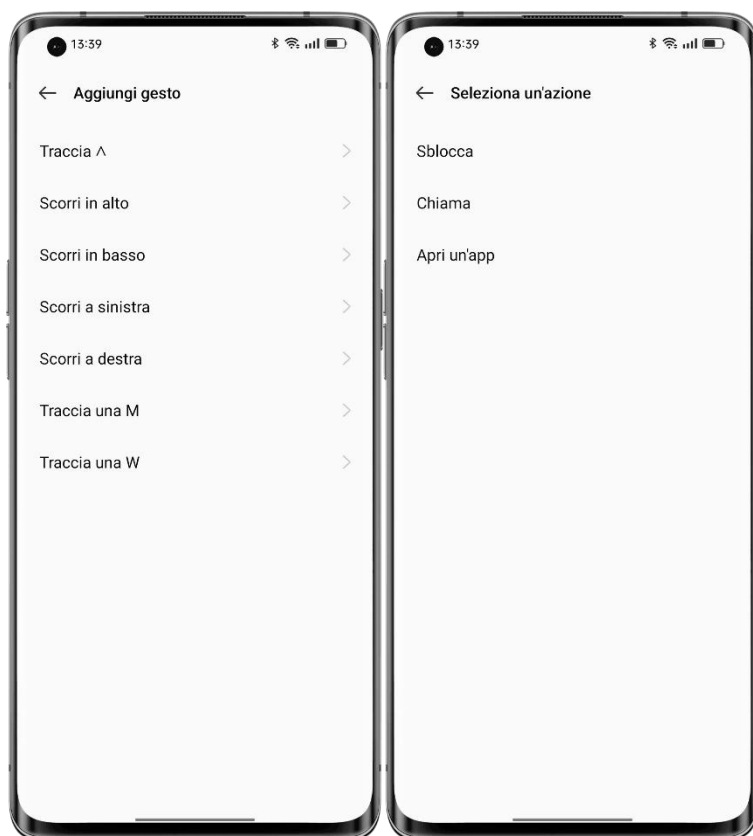 13:39
Aggiungi gesto
Traccia ∧
Scorri in alto
Scorri in basso
Scorri a sinistra
Scorri a destra
Traccia una M
Traccia una W
13:39
Seleziona un'azione
Sblocca
Chiama
Apri un'app